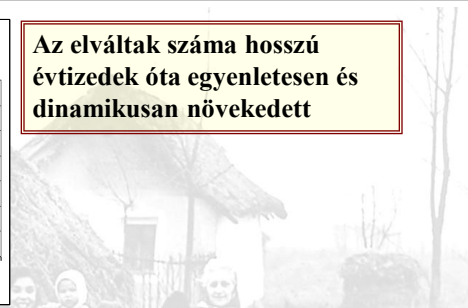 Az elváltak száma hosszú
évtizedek óta egyenletesen és
dinamikusan növekedett